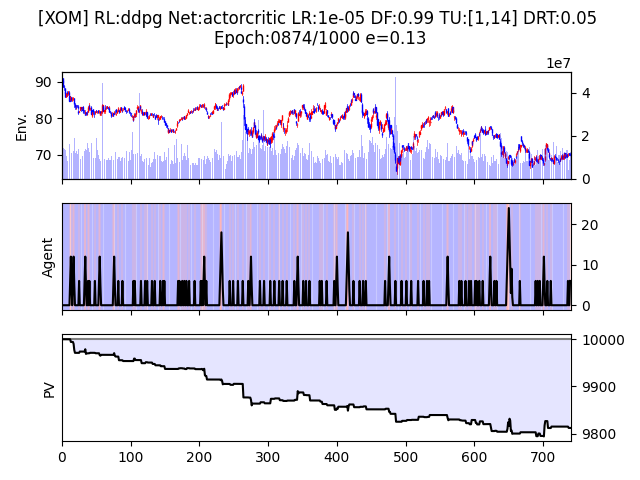 [XOM] RL:ddpg Net:actorcritic LR:1e-05 DF:0.99 TU:[1,14] DRT:0.05
Epoch:0874/1000 e=0.13
1e7
Env.
90
80
70
4
2
0
Agent
20
10
0
PV
10000
9900
9800
0 100 200 300 400 500 600 700